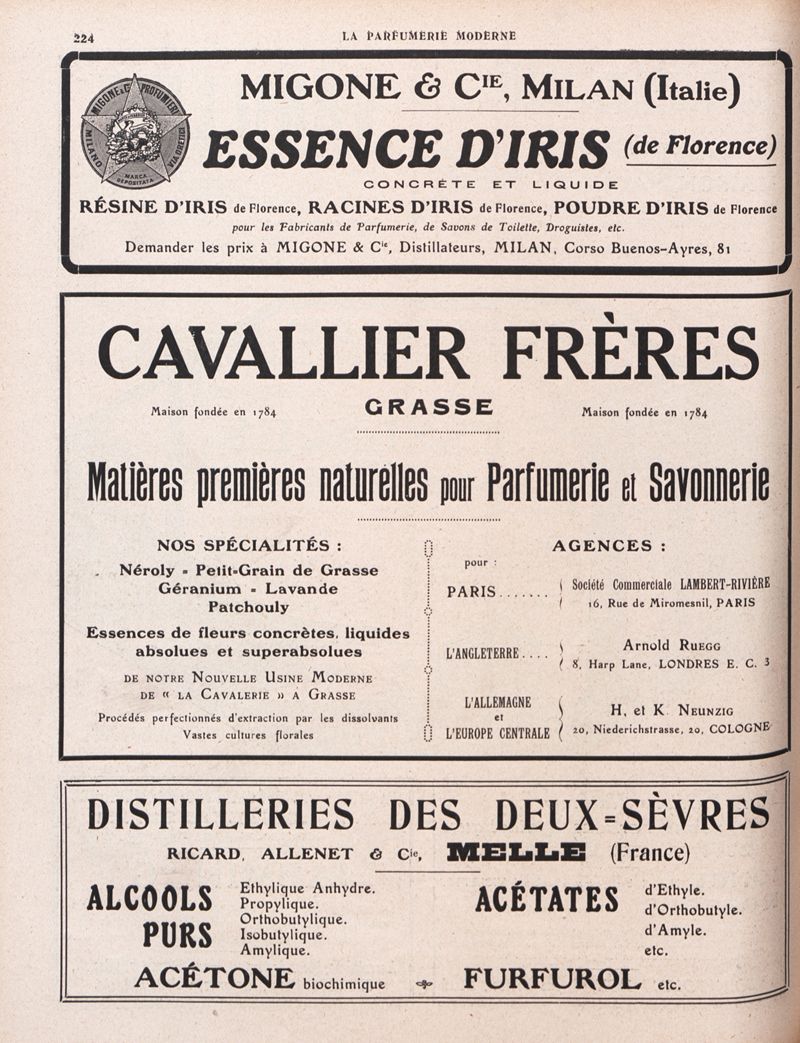 224
LA PARFUMERIE MODERNE
MIGONE & CIE, MILAN (Italie)
MIGONE & C. PROFUMIERI
MILANO
VIA OREFICI
MARCA
DEPOSITATA
ESSENCE D'IRIS (de Florence)
CONCRÈTE ET LIQUIDE
RÉSINE D'IRIS de Florence, RACINES D'IRIS de Florence, POUDRE D'IRIS de Florence
pour les Fabricants de Parfumerie, de Savons de Toilette, Droguistes, etc.
Demander les prix à MIGONE & Cie, Distillateurs, MILAN, Corso Buenos-Ayres, 81
CAVALLIER FRÈRES
Maison fondée en 1784 GRASSE Maison fondée en 1784
Matières premières naturelles pour Parfumerie et Savonnerie
NOS SPÉCIALITÉS :
Néroly - Petit-Grain de Grasse
Géranium - Lavande
Patchouly
Essences de fleurs concrètes, liquides
absolues et superabsolues
DE NOTRE NOUVELLE USINE MODERNE
DE « LA CAVALERIE » A GRASSE
Procédés perfectionnés d'extraction par les dissolvants
Vastes cultures florales
AGENCES :
pour :
PARIS....... Société Commerciale LAMBERT-RIVIÈRE
16, Rue de Miromesnil, PARIS
L'ANGLETERRE.... Arnold RUEGG
8, Harp Lane, LONDRES E. C. 3
L'ALLEMAGNE
et
L'EUROPE CENTRALE
H. et K. NEUNZIG
20, Niederichstrasse, 20, COLOGNE
DISTILLERIES DES DEUX=SÈVRES
RICARD, ALLENET & Cie, MELLE (France)
ALCOOLS
PURS
Ethylique Anhydre.
Propylique.
Orthobutylique.
Isobutylique.
Amylique.
ACÉTATES
d'Ethyle.
d'Orthobutyle.
d'Amyle.
etc.
ACÉTONE biochimique FURFUROL etc.